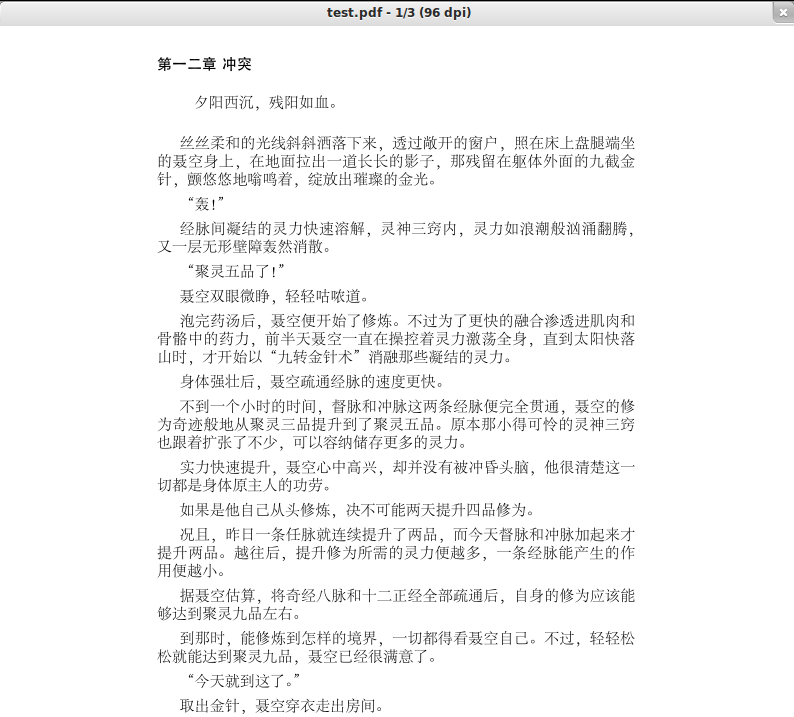 test.pdf - 1/3 (96 dpi)
第一二章 冲突
夕阳西沉，残阳如血。
丝丝柔和的光线斜斜洒落下来，透过敞开的窗户，照在床上盘腿端坐
的聂空身上，在地面拉出一道长长的影子，那残留在躯体外面的九截金
针，颤悠悠地嗡鸣着，绽放出璀璨的金光。
“轰！”
经脉间凝结的灵力快速溶解，灵神三窍内，灵力如浪潮般汹涌翻腾，
又一层无形壁障轰然消散。
“聚灵五品了！”
聂空双眼微睁，轻轻咕哝道。
泡完药汤后，聂空便开始了修炼。不过为了更快的融合渗透进肌肉和
骨骼中的药力，前半天聂空一直在操控着灵力激荡全身，直到太阳快落
山时，才开始以“九转金针术”消融那些凝结的灵力。
身体强壮后，聂空疏通经脉的速度更快。
不到一个小时的时间，督脉和冲脉这两条经脉便完全贯通，聂空的修
为奇迹般地从聚灵三品提升到了聚灵五品。原本那小得可怜的灵神三窍
也跟着扩张了不少，可以容纳储存更多的灵力。
实力快速提升，聂空心中高兴，却并没有被冲昏头脑，他很清楚这一
切都是身体原主人的功劳。
如果是他自己从头修炼，决不可能两天提升四品修为。
况且，昨日一条任脉就连续提升了两品，而今天督脉和冲脉加起来才
提升两品。越往后，提升修为所需的灵力便越多，一条经脉能产生的作
用便越小。
据聂空估算，将奇经八脉和十二正经全部疏通后，自身的修为应该能
够达到聚灵九品左右。
到那时，能修炼到怎样的境界，一切都得看聂空自己。不过，轻轻松
松就能达到聚灵九品，聂空已经很满意了。
“今天就到这了。”
取出金针，聂空穿衣走出房间。